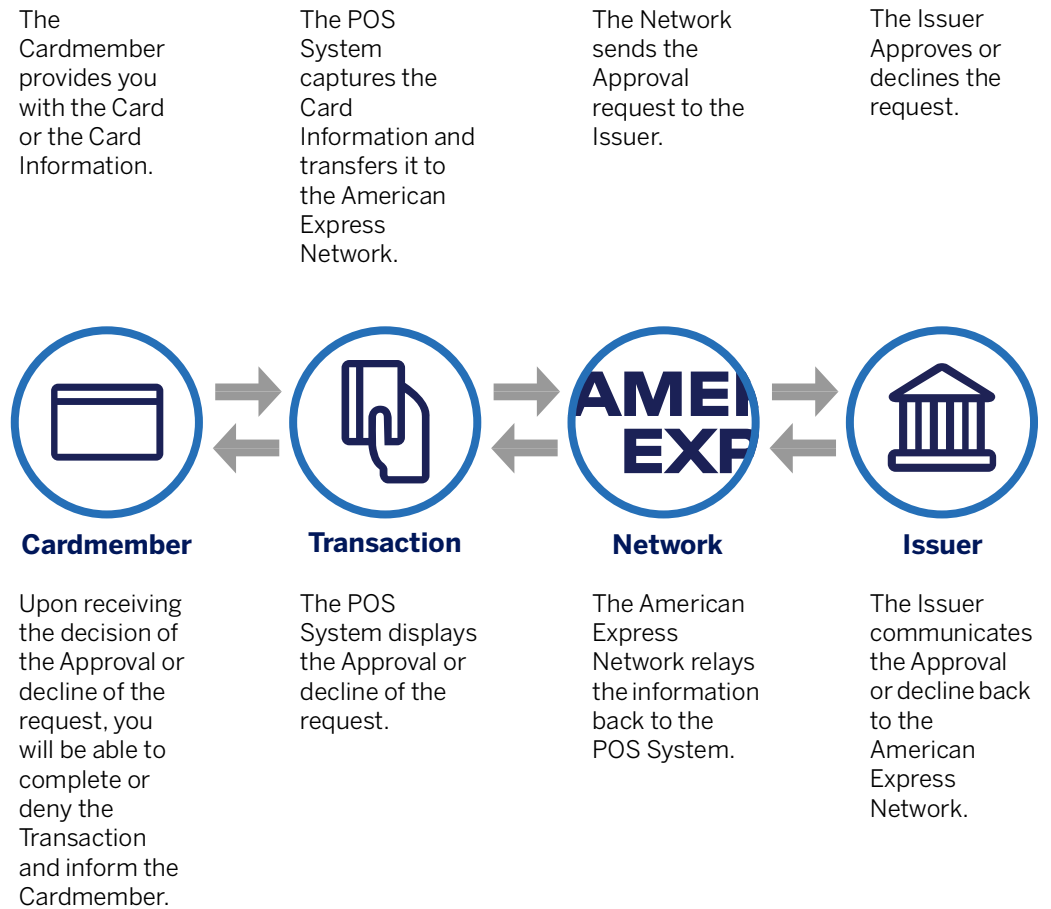 The
Cardmember
provides you
with the Card
or the Card
Information.
The POS
System
captures the
Card
Information and
transfers it to
the American
Express
Network.
The Network
sends the
Approval
request to the
Issuer.
The Issuer
Approves or
declines the
request.
AMEI
EXP
Cardmember
Transaction
Network
Issuer
Upon receiving
the decision of
the Approval or
decline of the
request, you
will be able to
complete or
deny the
Transaction
and inform the
Cardmember.
The POS
System displays
the Approval or
decline of the
request.
The American
Express
Network relays
the information
back to the
POS System.
The Issuer
communicates
the Approval
or decline back
to the
American
Express
Network.